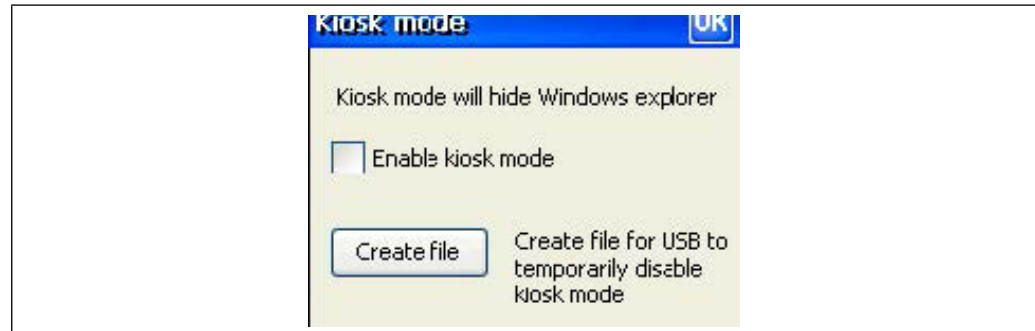 Kiosk mode
OK
Kiosk mode will hide Windows explorer
Enable kiosk mode
Create file
Create file for USB to
temporarily disable
kiosk mode